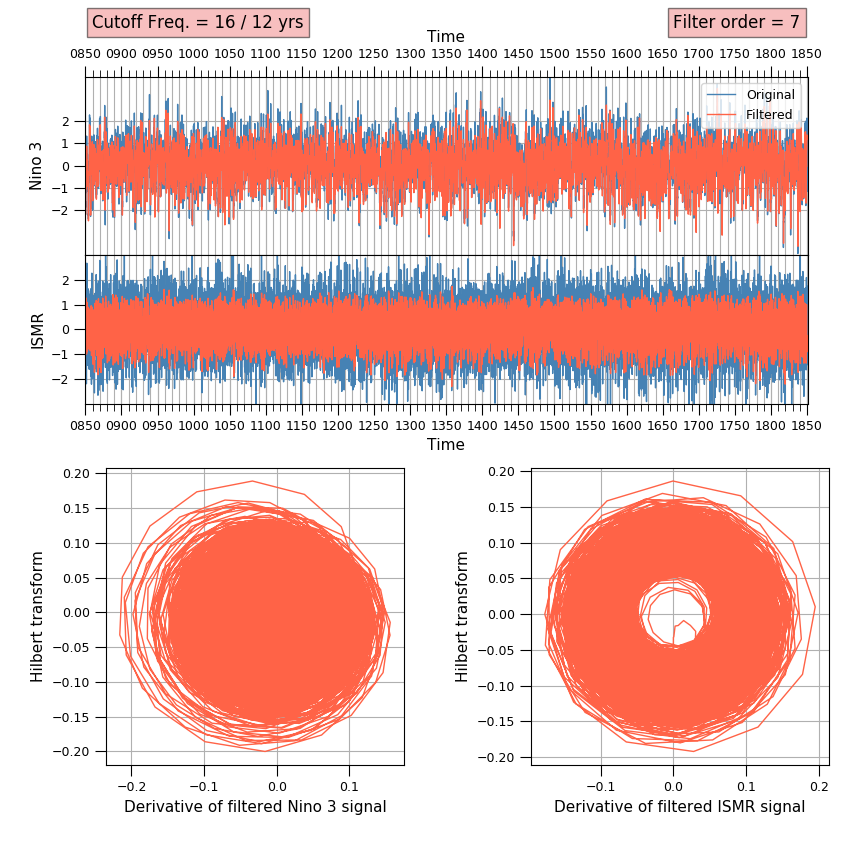 Cutoff Freq. = 16 / 12 yrs
Filter order = 7
Time
0850 0900 0950 1000 1050 1100 1150 1200 1250 1300 1350 1400 1450 1500 1550 1600 1650 1700 1750 1800 1850
Original
Filtered
Nino 3
2
1
0
−1
−2
ISMR
2
1
0
−1
−2
0850 0900 0950 1000 1050 1100 1150 1200 1250 1300 1350 1400 1450 1500 1550 1600 1650 1700 1750 1800 1850
Time
Hilbert transform
0.20
0.15
0.10
0.05
0.00
−0.05
−0.10
−0.15
−0.20
−0.2 −0.1 0.0 0.1
Derivative of filtered Nino 3 signal
Hilbert transform
0.20
0.15
0.10
0.05
0.00
−0.05
−0.10
−0.15
−0.20
−0.1 0.0 0.1 0.2
Derivative of filtered ISMR signal